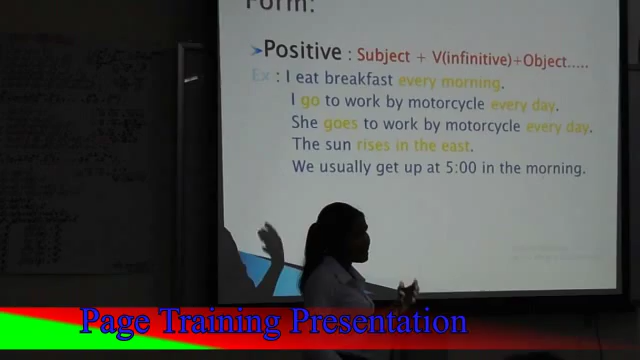 Form:
➤Positive : Subject + V(infinitive)+Object.....
Ex : I eat breakfast every morning.
I go to work by motorcycle every day.
She goes to work by motorcycle every day.
The sun rises in the east.
We usually get up at 5:00 in the morning.
Page Training Presentation